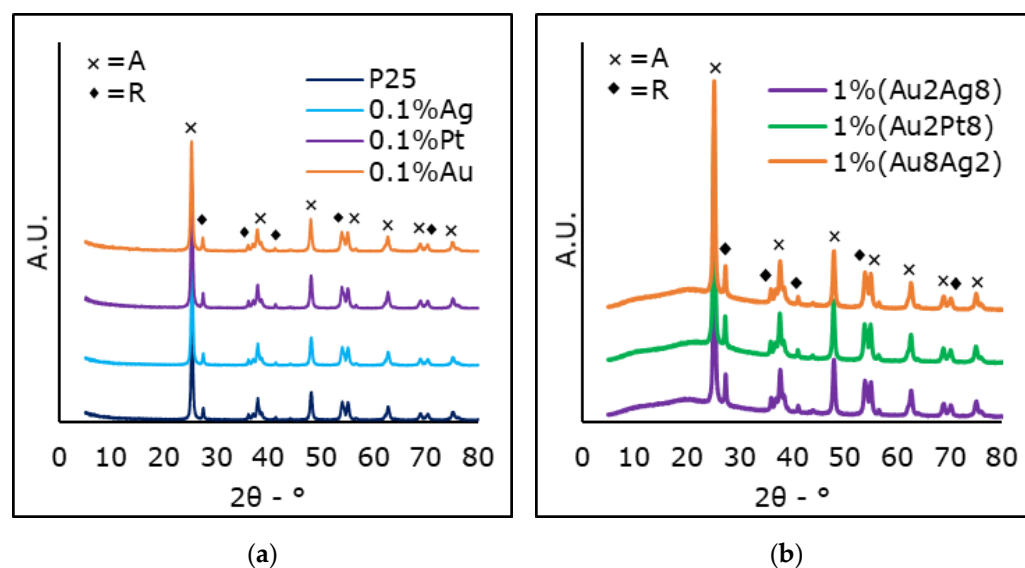 × =A
♦ =R
P25
0.1%Ag
0.1%Pt
0.1%Au
A.U.
0 10 20 30 40 50 60 70 80
2θ - °
(a)
× =A
♦ =R
1%(Au2Ag8)
1%(Au2Pt8)
1%(Au8Ag2)
A.U.
0 10 20 30 40 50 60 70 80
2θ - °
(b)